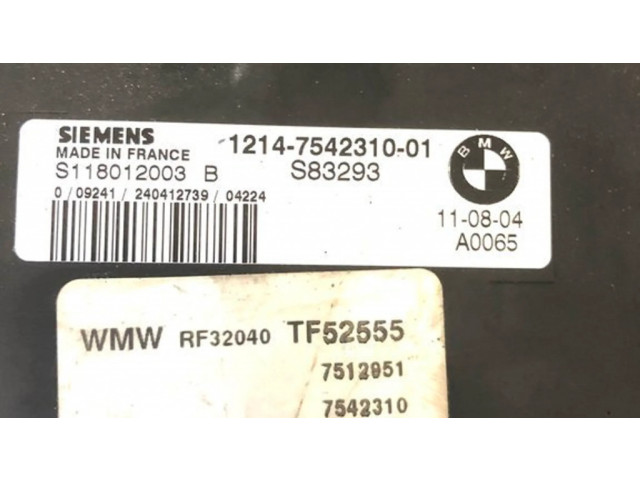 SIEMENS
MADE IN FRANCE
S118012003 B
0 / 09241 / 240412739 / 04224
1214-7542310-01
S83293
BMW
11-08-04
A0065
WMW RF32040 TF52555
7512951
7542310